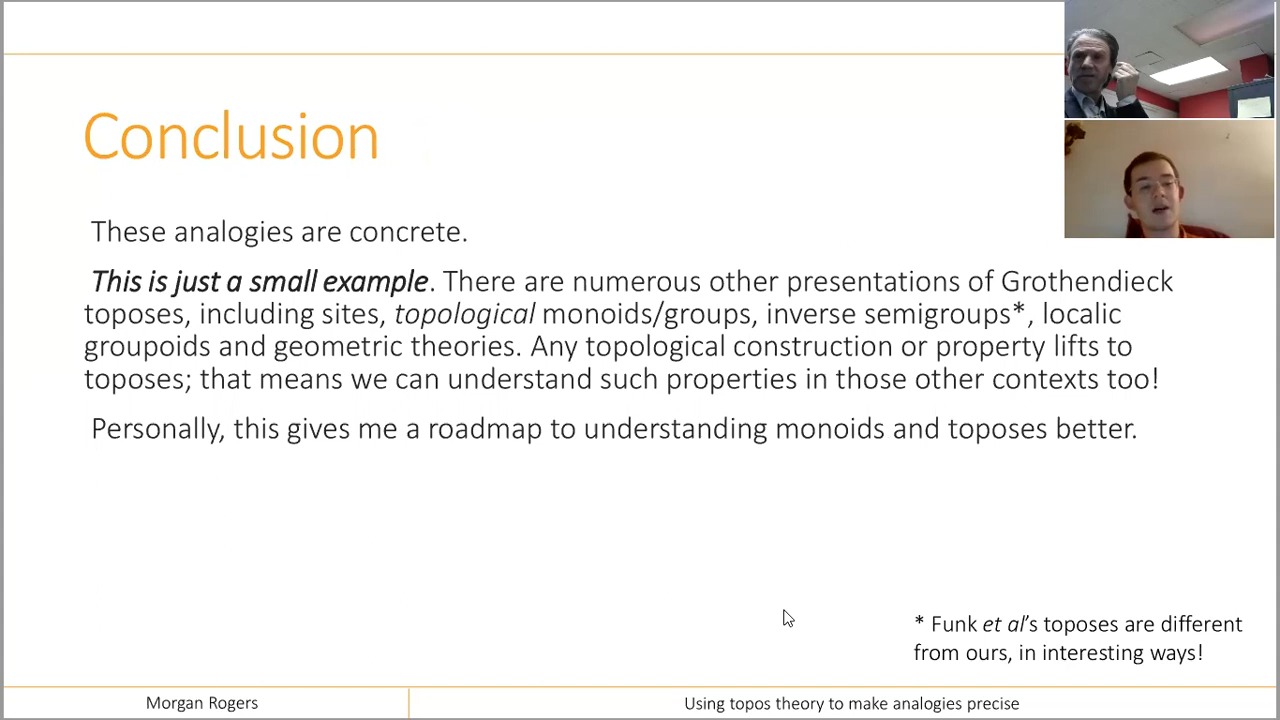 Conclusion
These analogies are concrete.
This is just a small example. There are numerous other presentations of Grothendieck
toposes, including sites, topological monoids/groups, inverse semigroups*, localic
groupoids and geometric theories. Any topological construction or property lifts to
toposes; that means we can understand such properties in those other contexts too!
Personally, this gives me a roadmap to understanding monoids and toposes better.
* Funk et al's toposes are different
from ours, in interesting ways!
Morgan Rogers
Using topos theory to make analogies precise